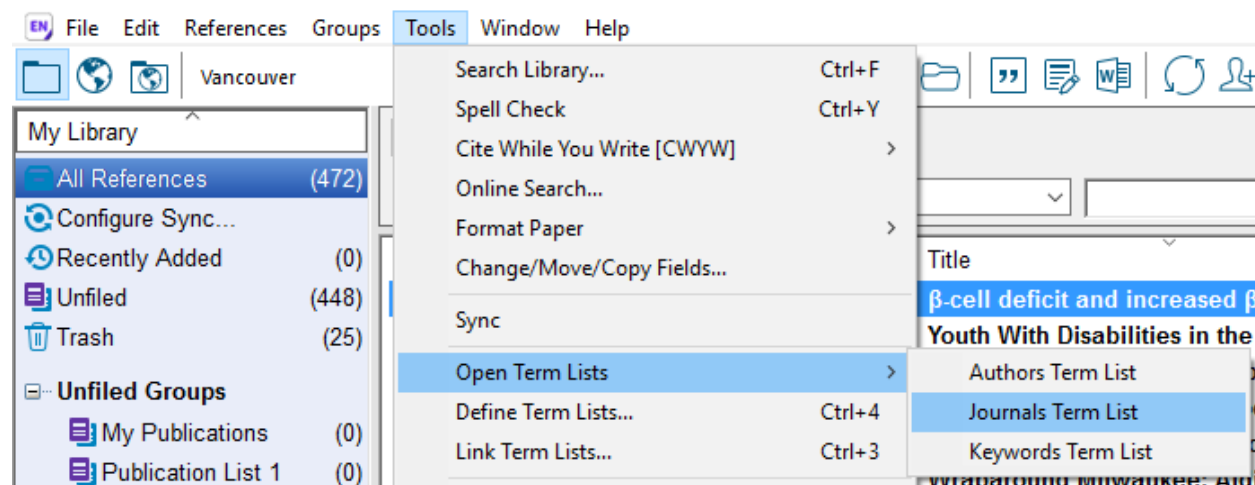 EN File Edit References Groups Tools Window Help
Vancouver
My Library
All References (472)
Configure Sync...
Recently Added (0)
Unfiled (448)
Trash (25)
Unfiled Groups
My Publications (0)
Publication List 1 (0)
Search Library... Ctrl+F
Spell Check Ctrl+Y
Cite While You Write [CWYW]
Online Search...
Format Paper
Change/Move/Copy Fields...
Sync
Open Term Lists
Define Term Lists... Ctrl+4
Link Term Lists... Ctrl+3
Authors Term List
Journals Term List
Keywords Term List
Title
β-cell deficit and increased β
Youth With Disabilities in the
Wraparound Milwaukee: Aid